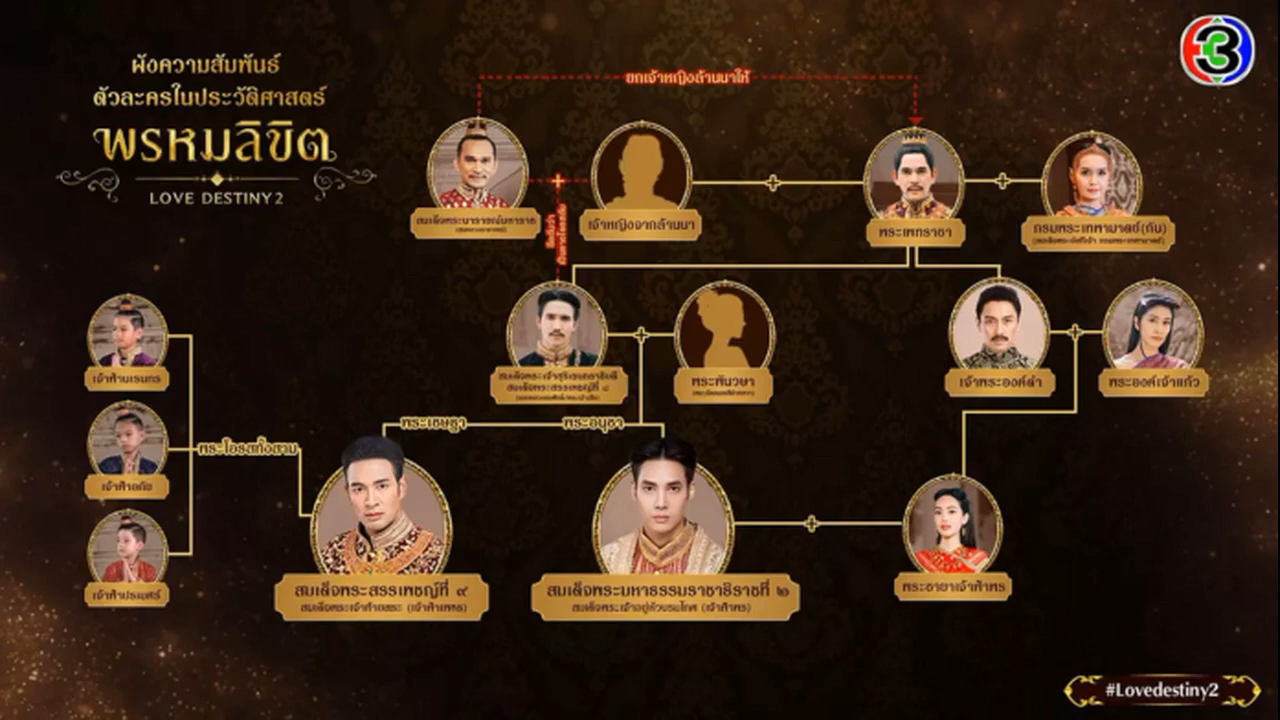 ผังความสัมพันธ์
ตัวละครในประวัติศาสตร์
พรหมลิขิต
LOVE DESTINY 2
3
ยกเจ้าหญิงล้านนาให้
สมเด็จพระนารายณ์มหาราช
เจ้าหญิงจากล้านนา
พระเพทราชา
กรมพระเทพามาตย์(กัน)
เจ้าฟ้านเรนทร
เจ้าฟ้าอภัย
เจ้าฟ้าปรเมศร์
พระโอรสทั้งสาม
สมเด็จพระเจ้าสุริเยนทราธิบดี
สมเด็จพระสรรเพชญ์ที่ ๘
พระพันวษา
เจ้าพระองค์ดำ
พระองค์เจ้าแก้ว
พระเชษฐา
พระอนุชา
สมเด็จพระสรรเพชญ์ที่ ๙
สมเด็จพระเจ้าท้ายสระ (เจ้าฟ้าเพชร)
สมเด็จพระมหาธรรมราชาธิราชที่ ๒
สมเด็จพระเจ้าอยู่หัวบรมโกศ (เจ้าฟ้าพร)
พระชายาเจ้าฟ้าพร
#Lovedestiny2